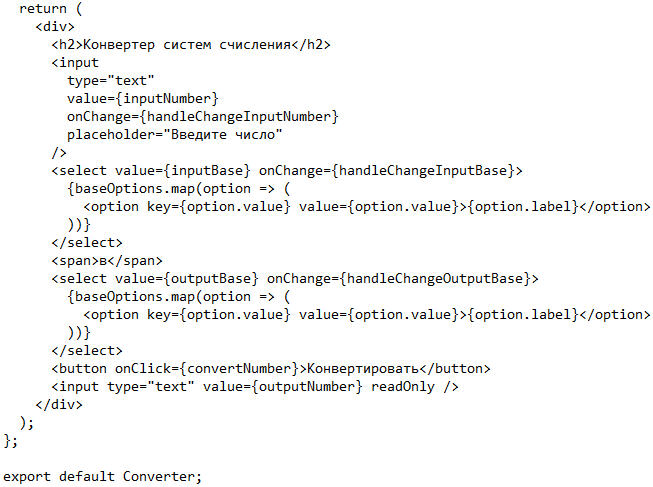 return (
<div>
<h2>Конвертер систем счисления</h2>
<input
type="text"
value={inputNumber}
onChange={handleChangeInputNumber}
placeholder="Введите число"
/>
<select value={inputBase} onChange={handleChangeInputBase}>
{baseOptions.map(option => (
<option key={option.value} value={option.value}>{option.label}</option>
))}
</select>
<span>в</span>
<select value={outputBase} onChange={handleChangeOutputBase}>
{baseOptions.map(option => (
<option key={option.value} value={option.value}>{option.label}</option>
))}
</select>
<button onClick={convertNumber}>Конвертировать</button>
<input type="text" value={outputNumber} readOnly />
</div>
);
};
export default Converter;